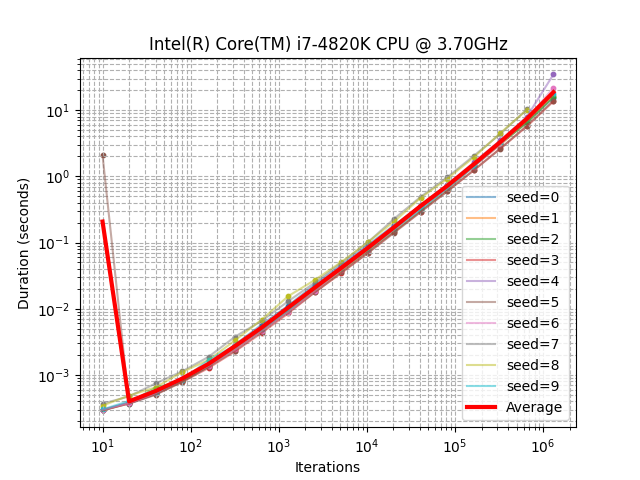 Intel(R) Core(TM) i7-4820K CPU @ 3.70GHz
Duration (seconds)
10¹
10⁰
10⁻¹
10⁻²
10⁻³
seed=0
seed=1
seed=2
seed=3
seed=4
seed=5
seed=6
seed=7
seed=8
seed=9
Average
10¹ 10² 10³ 10⁴ 10⁵ 10⁶
Iterations